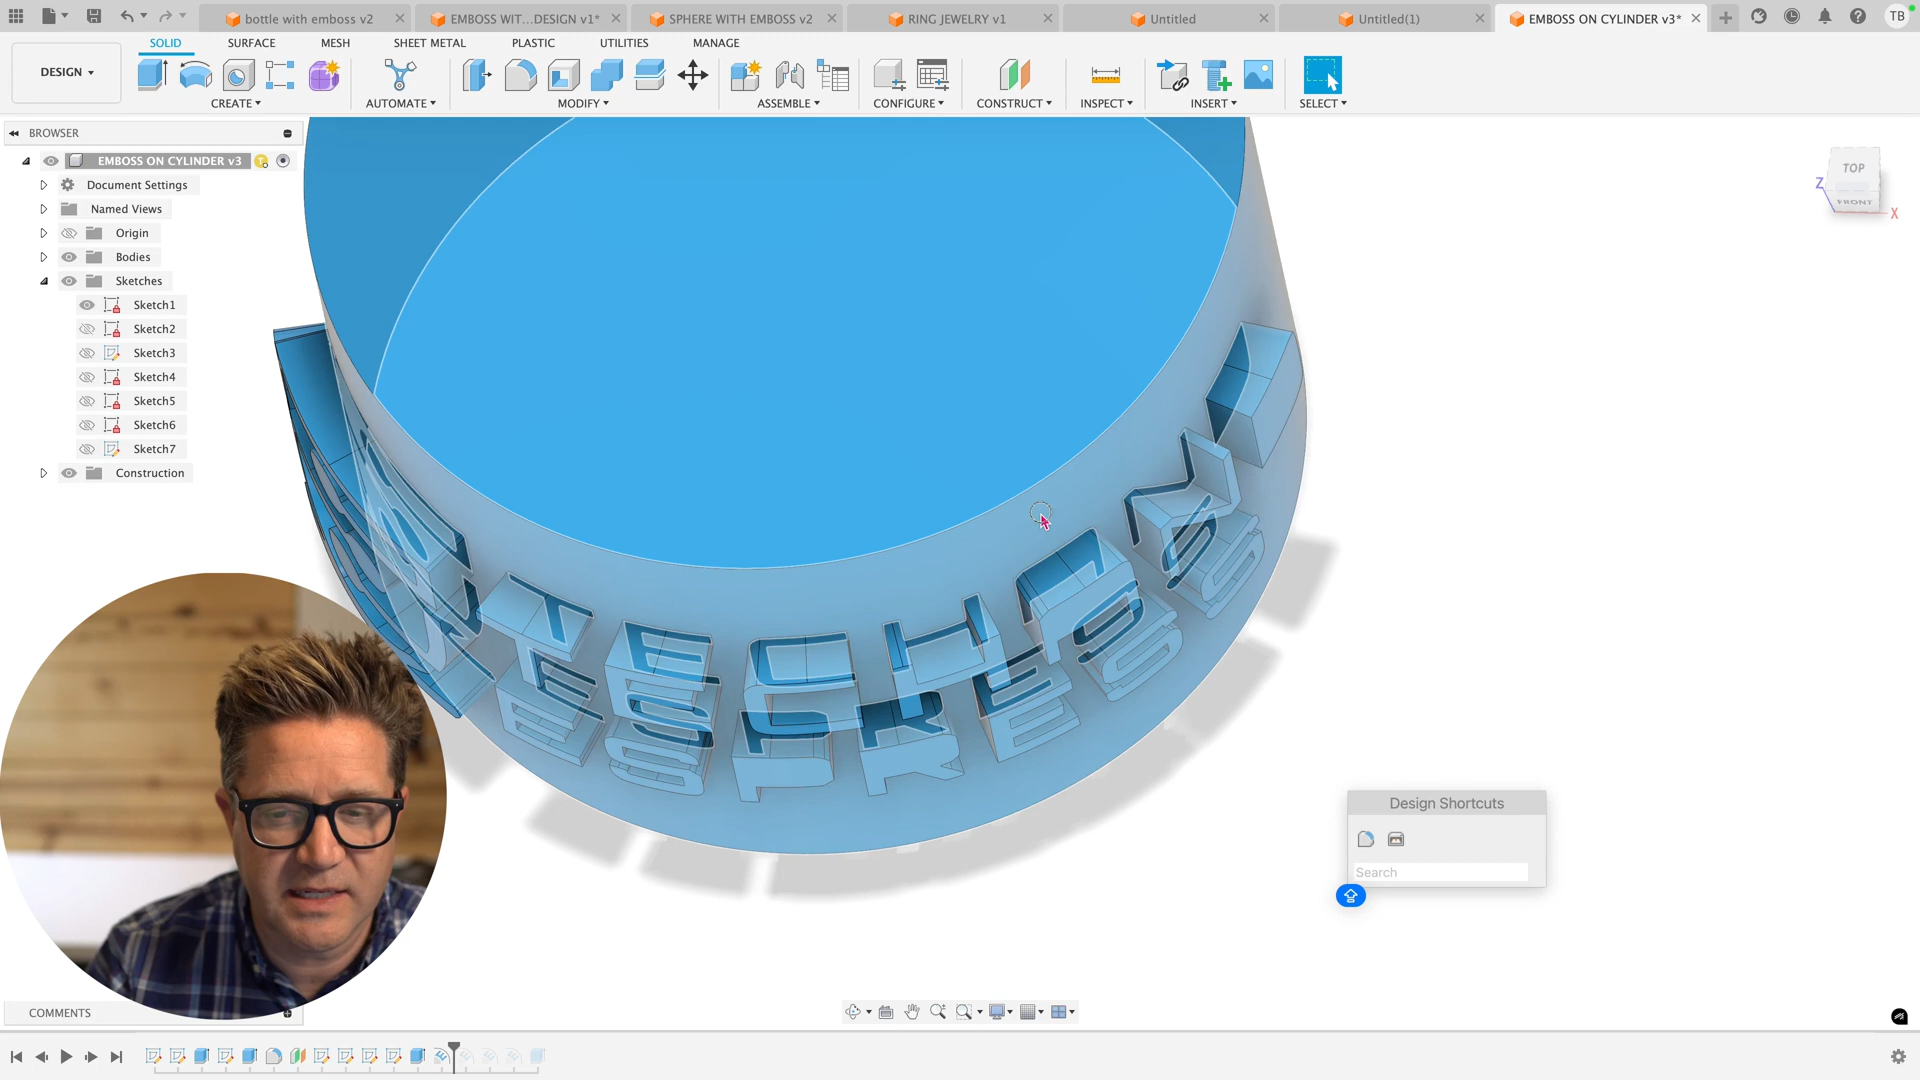 bottle with emboss v2
EMBOSS WIT...DESIGN v1*
SPHERE WITH EMBOSS v2
RING JEWELRY v1
Untitled
Untitled(1)
EMBOSS ON CYLINDER v3*
TB
SOLID
SURFACE
MESH
SHEET METAL
PLASTIC
UTILITIES
MANAGE
DESIGN
CREATE
AUTOMATE
MODIFY
ASSEMBLE
CONFIGURE
CONSTRUCT
INSPECT
INSERT
SELECT
BROWSER
EMBOSS ON CYLINDER v3
Document Settings
Named Views
Origin
Bodies
Sketches
Sketch1
Sketch2
Sketch3
Sketch4
Sketch5
Sketch6
Sketch7
Construction
TOP
FRONT
Z
X
TECH
ESPRESS
Design Shortcuts
Search
COMMENTS